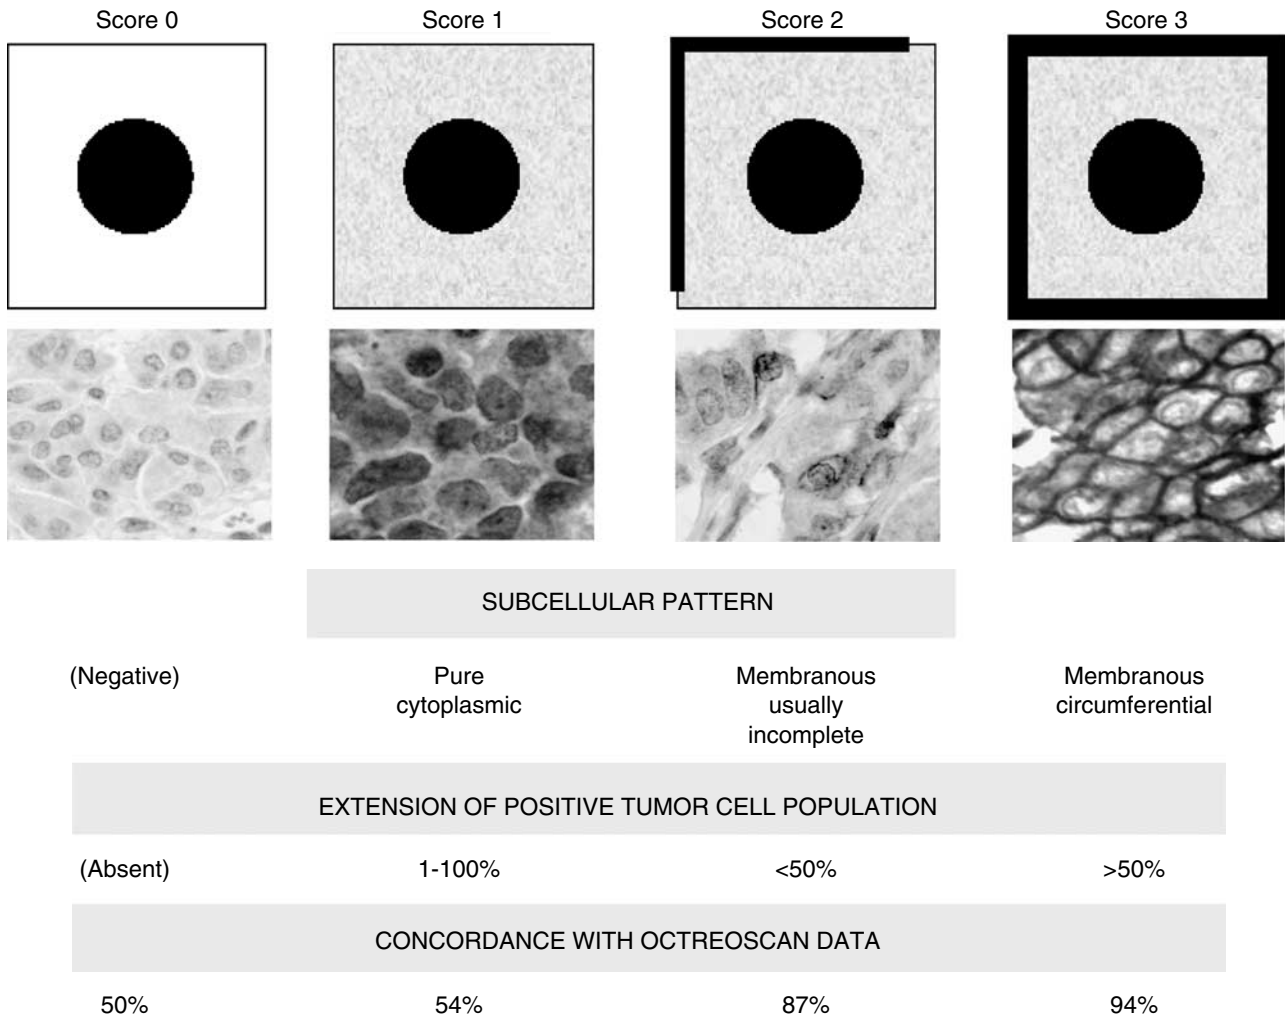 Score 0 Score 1 Score 2 Score 3
SUBCELLULAR PATTERN
(Negative) Pure Membranous Membranous
cytoplasmic usually circumferential
incomplete
EXTENSION OF POSITIVE TUMOR CELL POPULATION
(Absent) 1-100% <50% >50%
CONCORDANCE WITH OCTREOSCAN DATA
50% 54% 87% 94%